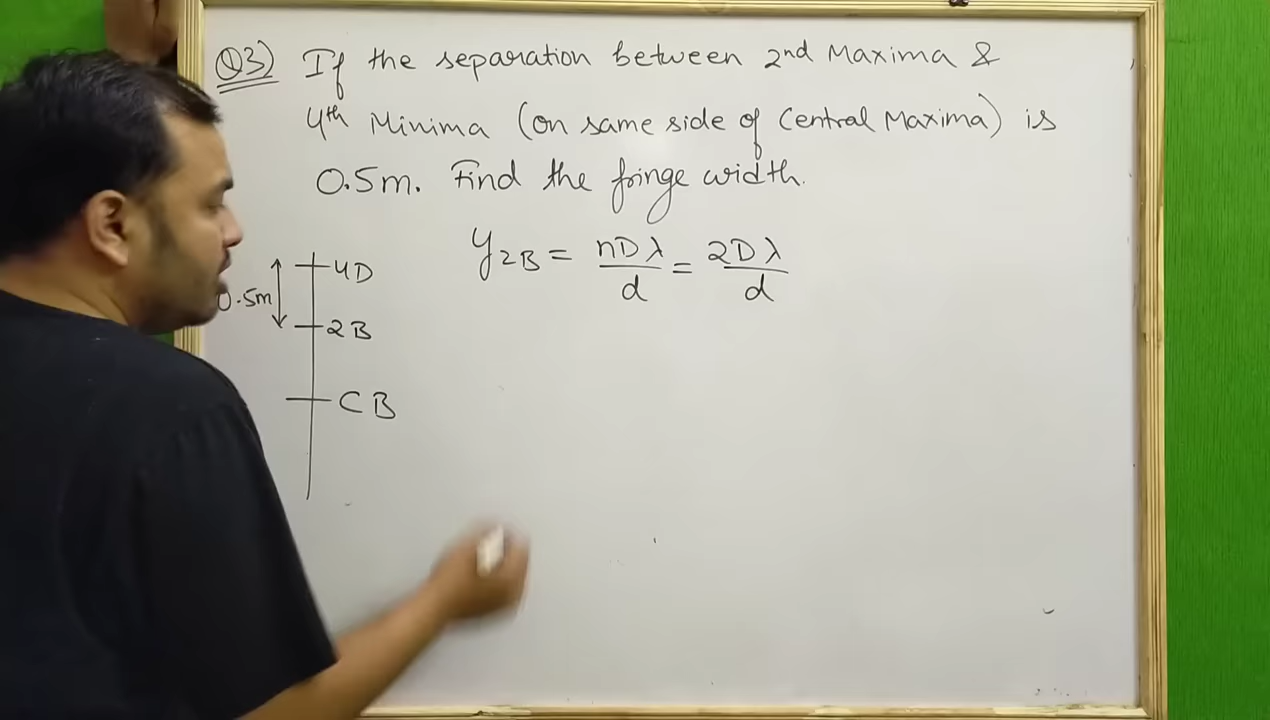 Q3) If the separation between 2nd Maxima &
4th Minima (on same side of Central Maxima) is
0.5m. Find the fringe width.
y2B = nDλ/d = 2Dλ/d
4D
0.5m
2B
CB